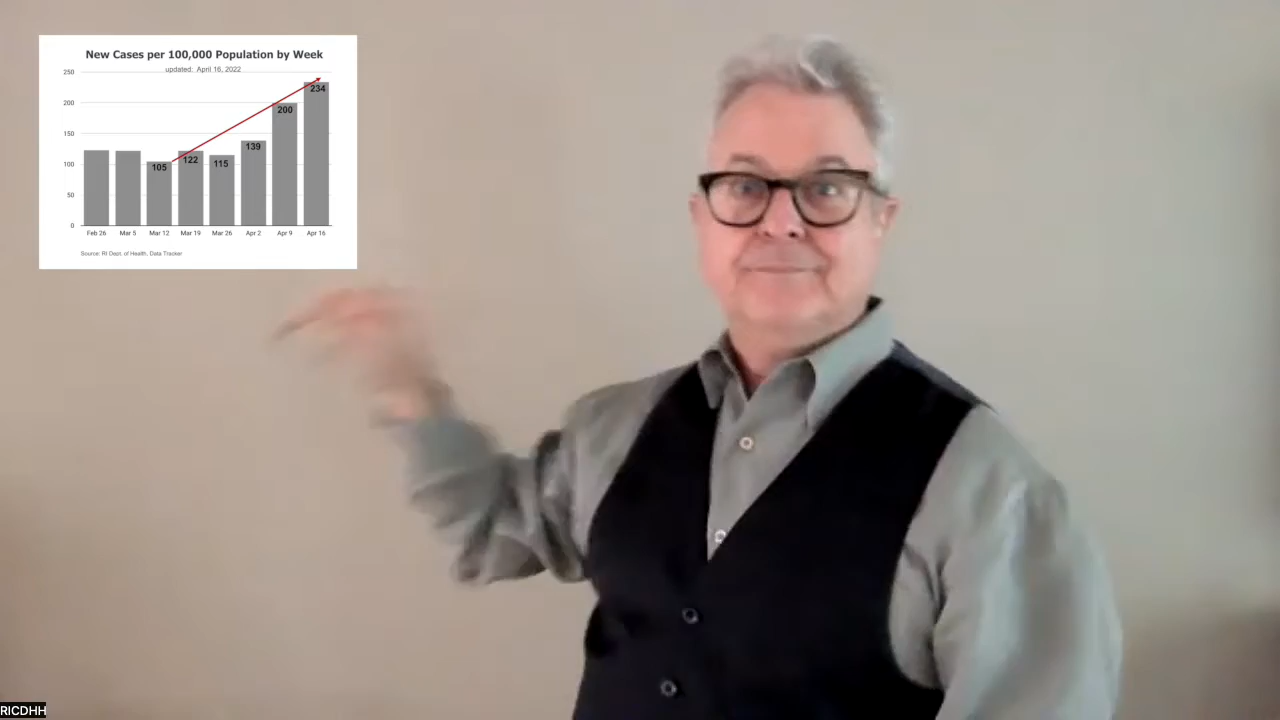 New Cases per 100,000 Population by Week
updated: April 16, 2022
250
200
150
100
50
0
105
122
115
139
200
234
Feb 26 Mar 5 Mar 12 Mar 19 Mar 26 Apr 2 Apr 9 Apr 16
Source: RI Dept. of Health, Data Tracker
RICDHH